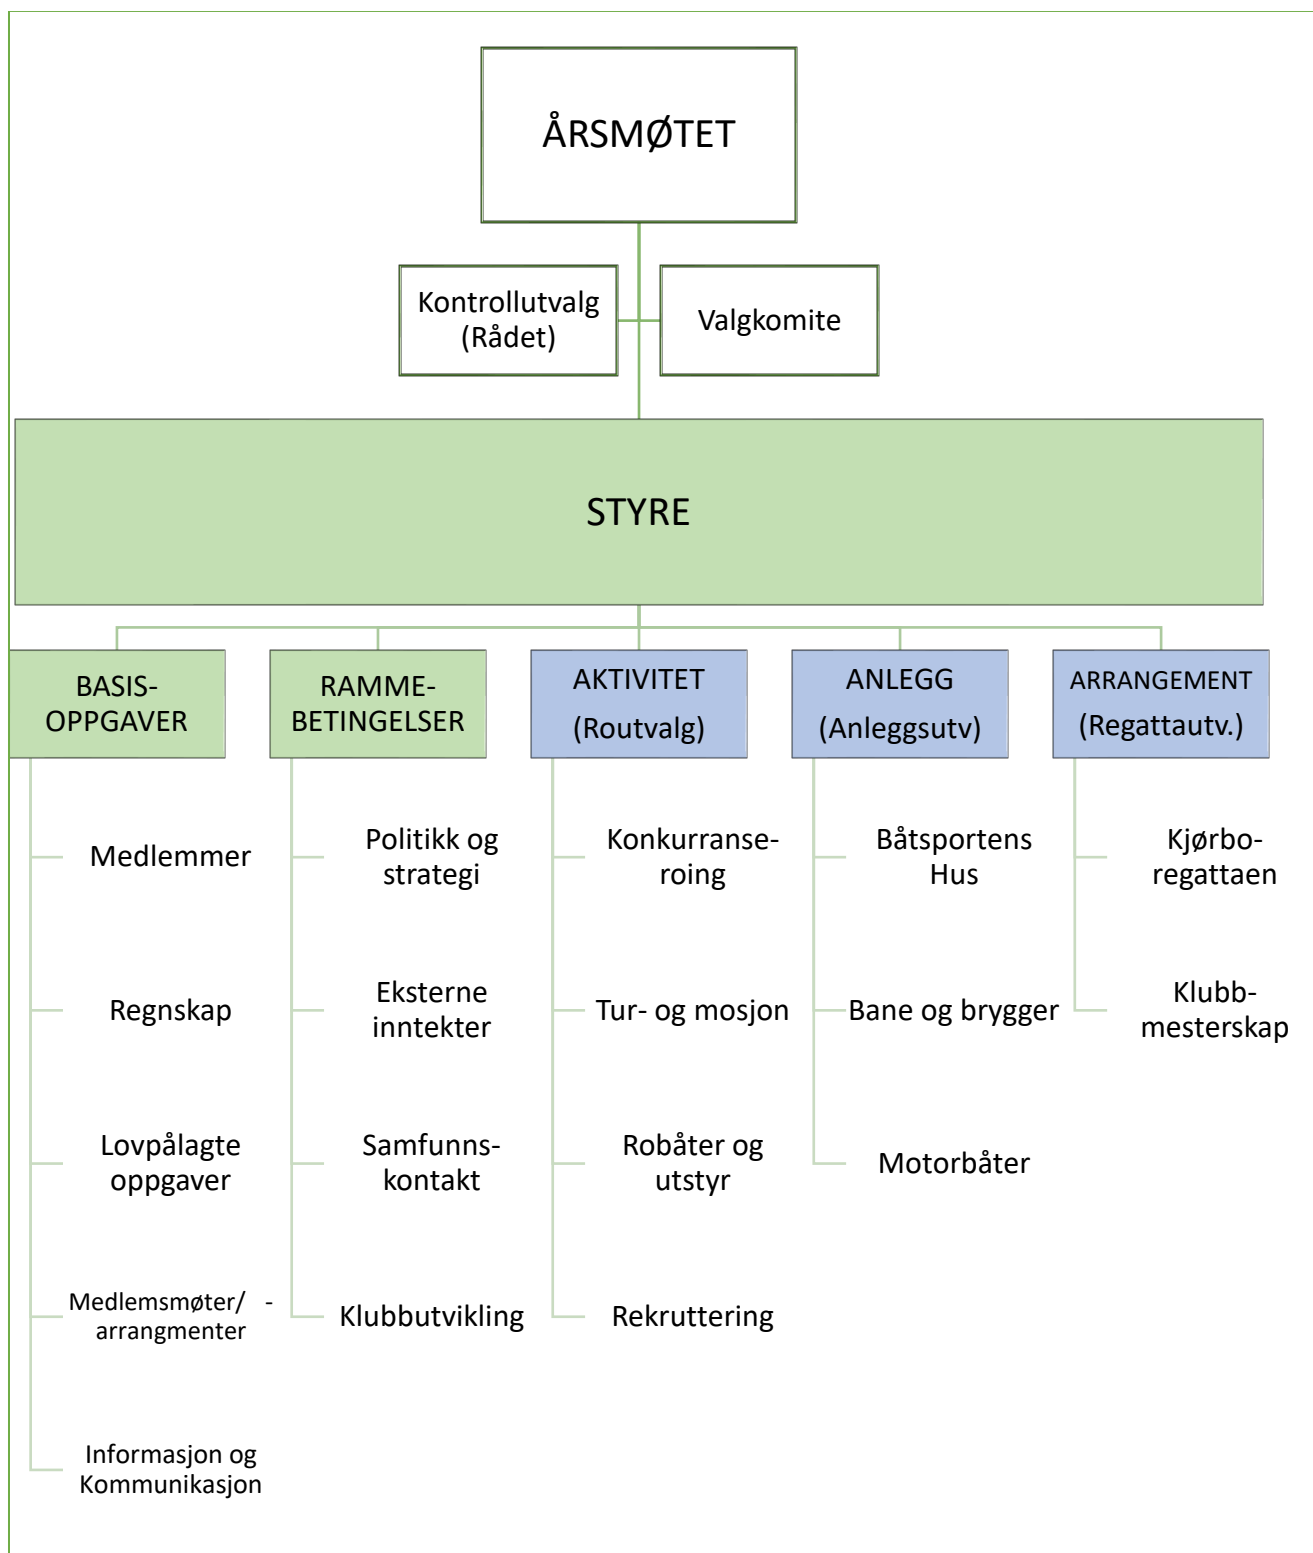 ÅRSMØTET
Kontrollutvalg
(Rådet)
Valgkomite
STYRE
BASIS-
OPPGAVER
Medlemmer
Regnskap
Lovpålagte
oppgaver
Medlemsmøter/ -
arrangmenter
Informasjon og
Kommunikasjon
RAMME-
BETINGELSER
Politikk og
strategi
Eksterne
inntekter
Samfunns-
kontakt
Klubbutvikling
AKTIVITET
(Routvalg)
Konkurranse-
roing
Tur- og mosjon
Robåter og
utstyr
Rekruttering
ANLEGG
(Anleggsutv)
Båtsportens
Hus
Bane og brygger
Motorbåter
ARRANGEMENT
(Regattautv.)
Kjørbo-
regattaen
Klubb-
mesterskap